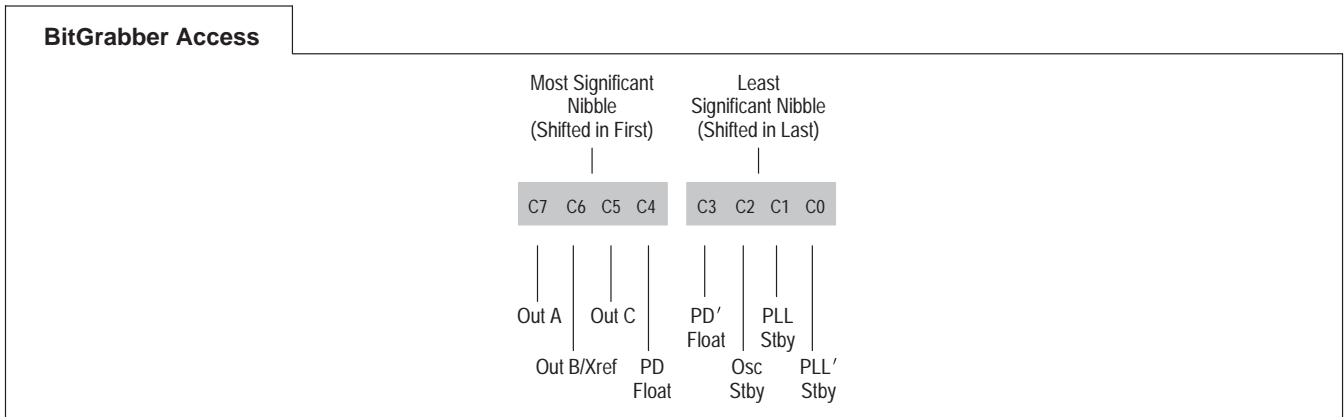 BitGrabber Access
Most Significant
Nibble
(Shifted in First)
Least
Significant Nibble
(Shifted in Last)
C7 C6 C5 C4 C3 C2 C1 C0
Out A
Out B/Xref
Out C
PD
Float
PD′
Float
Osc
Stby
PLL
Stby
PLL′
Stby